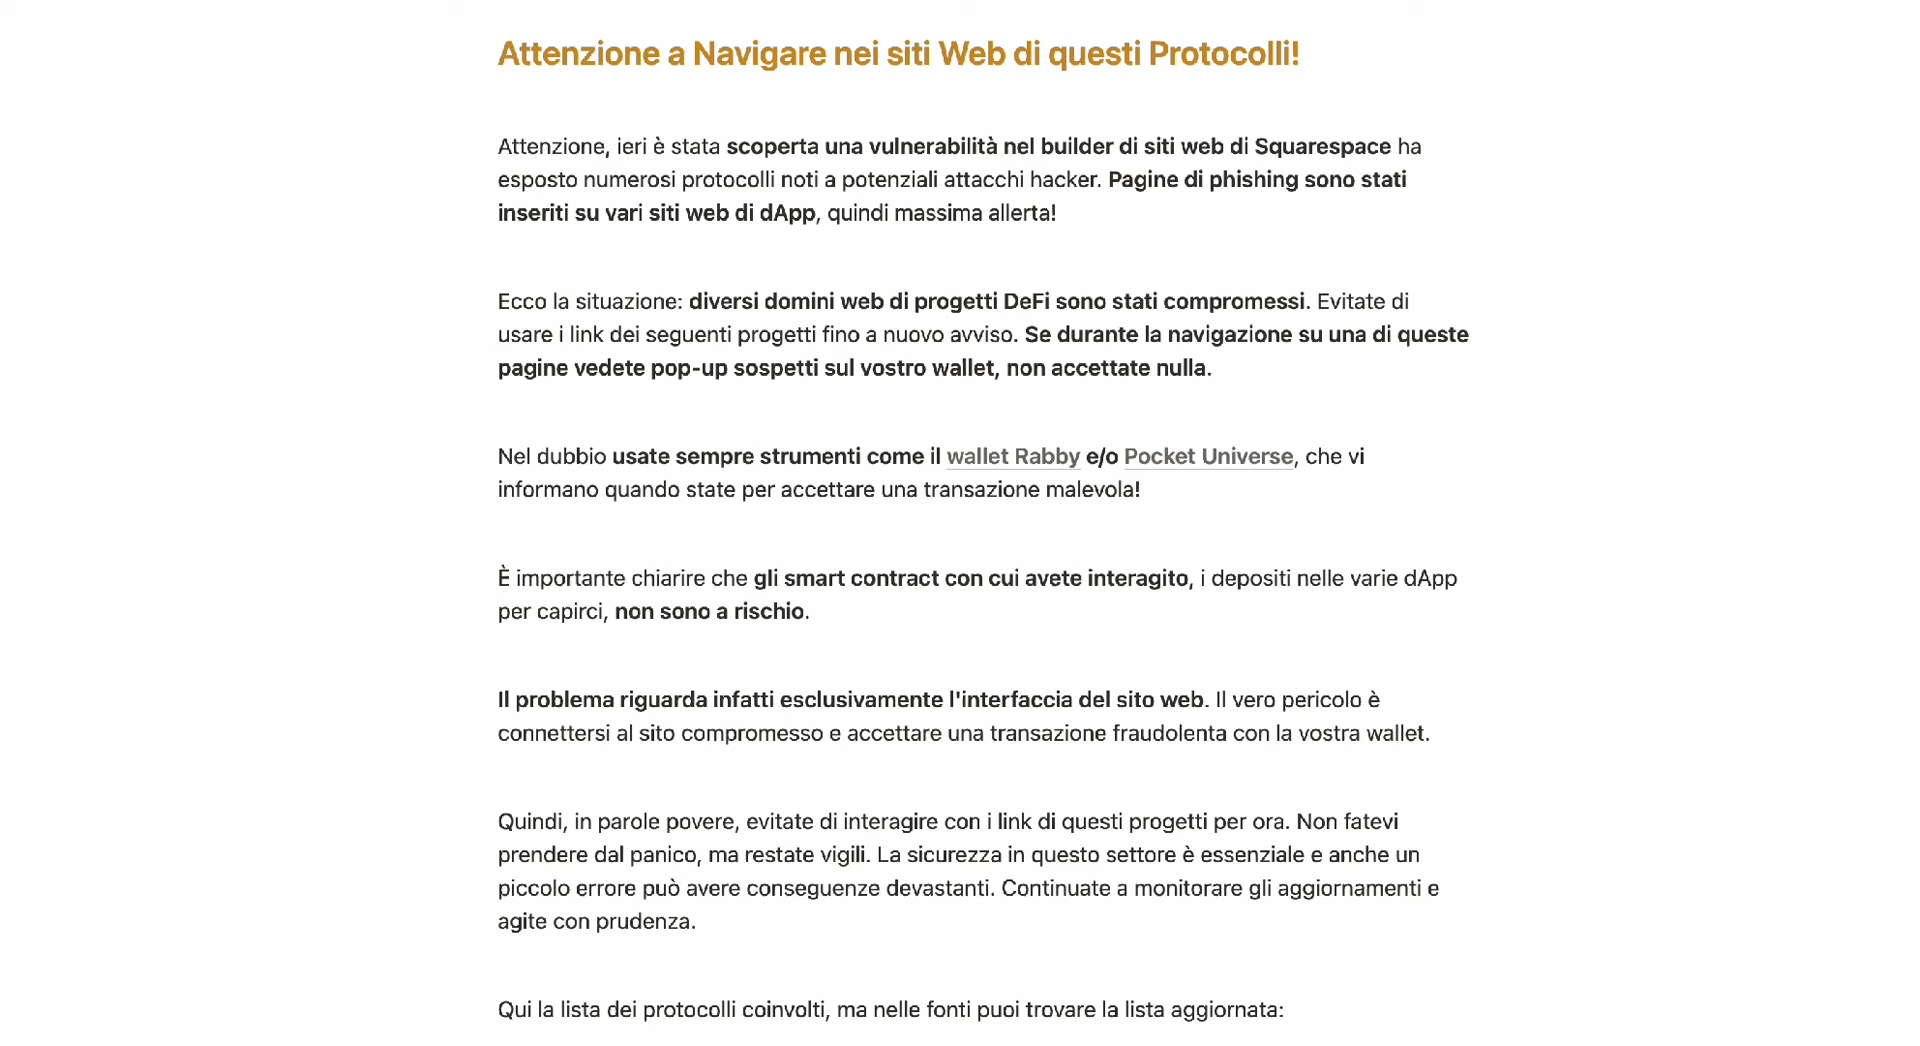 Attenzione a Navigare nei siti Web di questi Protocolli!
Attenzione, ieri è stata scoperta una vulnerabilità nel builder di siti web di Squarespace ha
esposto numerosi protocolli noti a potenziali attacchi hacker. Pagine di phishing sono stati
inseriti su vari siti web di dApp, quindi massima allerta!
Ecco la situazione: diversi domini web di progetti DeFi sono stati compromessi. Evitate di
usare i link dei seguenti progetti fino a nuovo avviso. Se durante la navigazione su una di queste
pagine vedete pop-up sospetti sul vostro wallet, non accettate nulla.
Nel dubbio usate sempre strumenti come il wallet Rabby e/o Pocket Universe, che vi
informano quando state per accettare una transazione malevola!
È importante chiarire che gli smart contract con cui avete interagito, i depositi nelle varie dApp
per capirci, non sono a rischio.
Il problema riguarda infatti esclusivamente l'interfaccia del sito web. Il vero pericolo è
connettersi al sito compromesso e accettare una transazione fraudolenta con la vostra wallet.
Quindi, in parole povere, evitate di interagire con i link di questi progetti per ora. Non fatevi
prendere dal panico, ma restate vigili. La sicurezza in questo settore è essenziale e anche un
piccolo errore può avere conseguenze devastanti. Continuate a monitorare gli aggiornamenti e
agite con prudenza.
Qui la lista dei protocolli coinvolti, ma nelle fonti puoi trovare la lista aggiornata: